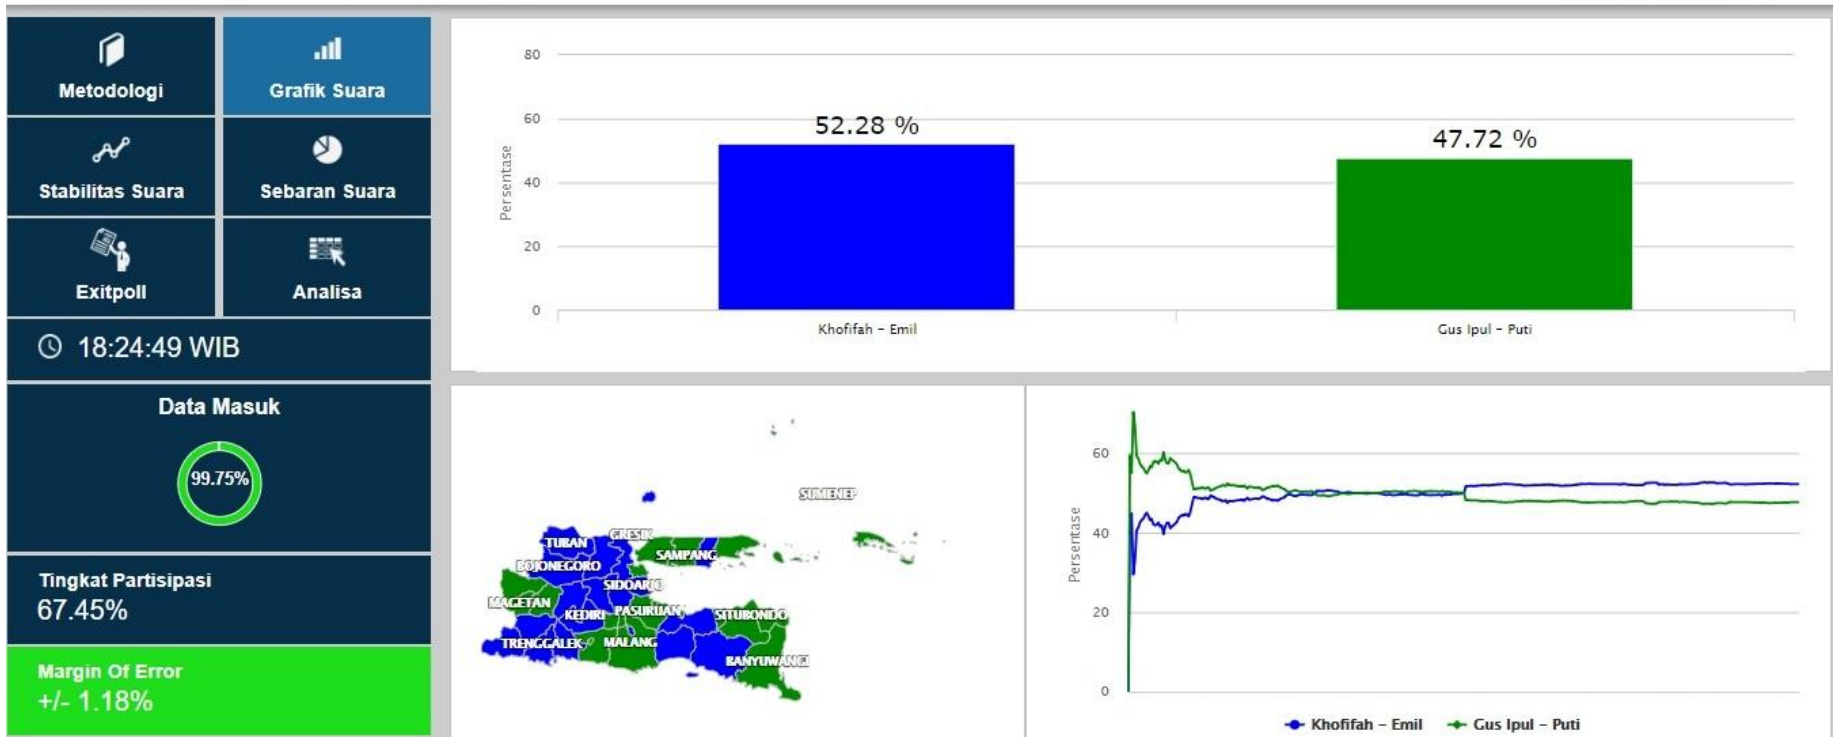 Metodologi
Grafik Suara
Stabilitas Suara
Sebaran Suara
Exitpoll
Analisa
18:24:49 WIB
Data Masuk
99.75%
Tingkat Partisipasi
67.45%
Margin Of Error
+/- 1.18%
80
60
40
20
0
Persentase
52.28 %
47.72 %
Khofifah - Emil
Gus Ipul - Puti
SUMENEP
GRESIK
TUBAN
SAMPANG
BOJONEGORO
SIDOARJO
MAGETAN
KEDIRI
PASURUAN
SITUBONDO
TRENGGALEK
MALANG
BANYUWANGI
60
40
20
0
Persentase
Khofifah - Emil
Gus Ipul - Puti